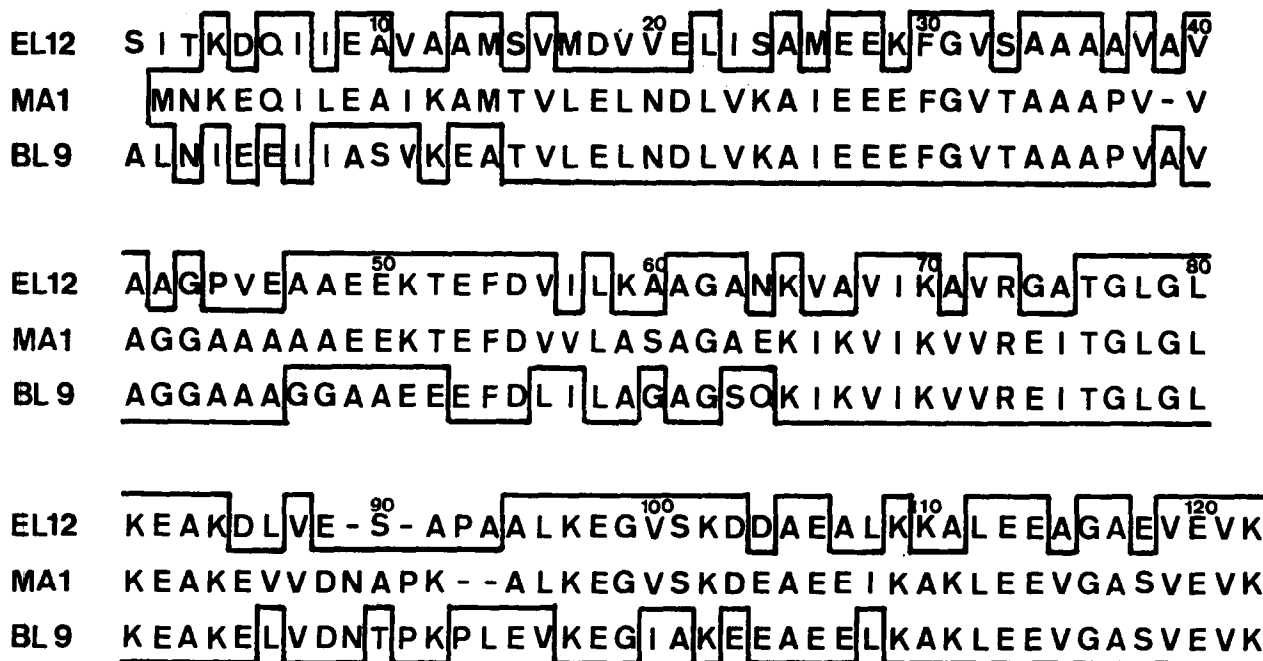 10 20 30 40
EL12 S I T K D Q I I E A V A A M S V M D V V E L I S A M E E K F G V S A A A A V A V
MA1 M N K E Q I L E A I K A M T V L E L N D L V K A I E E E F G V T A A A P V - V
BL9 A L N I E E I I A S V K E A T V L E L N D L V K A I E E E F G V T A A A P V A V
50 60 70 80
EL12 A A G P V E A A E E K T E F D V I L K A A G A N K V A V I K A V R G A T G L G L
MA1 A G G A A A A A E E K T E F D V V L A S A G A E K I K V I K V V R E I T G L G L
BL9 A G G A A A G G A A E E E F D L I L A G A G S Q K I K V I K V V R E I T G L G L
90 100 110 120
EL12 K E A K D L V E - S - A P A A L K E G V S K D D A E A L K K A L E E A G A E V E V K
MA1 K E A K E V V D N A P K - - A L K E G V S K D E A E E I K A K L E E V G A S V E V K
BL9 K E A K E L V D N T P K P L E V K E G I A K E E A E E L K A K L E E V G A S V E V K